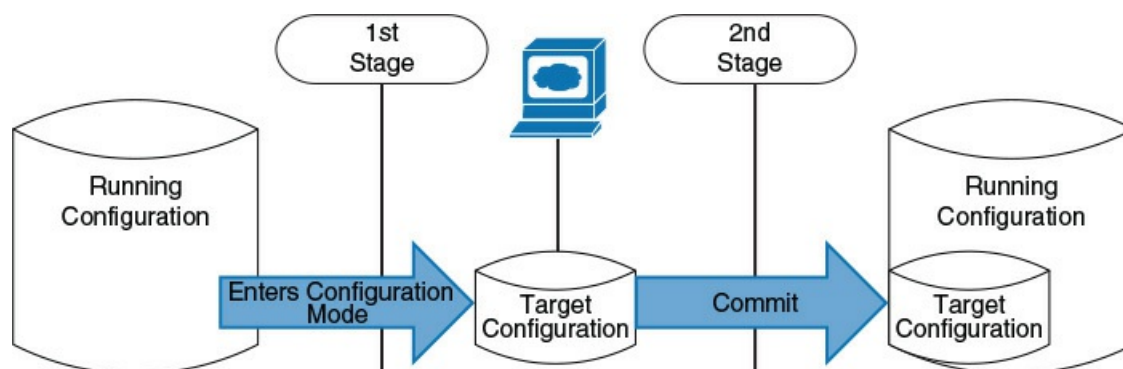 1st
Stage
2nd
Stage
Running
Configuration
Enters Configuration
Mode
Target
Configuration
Commit
Running
Configuration
Target
Configuration